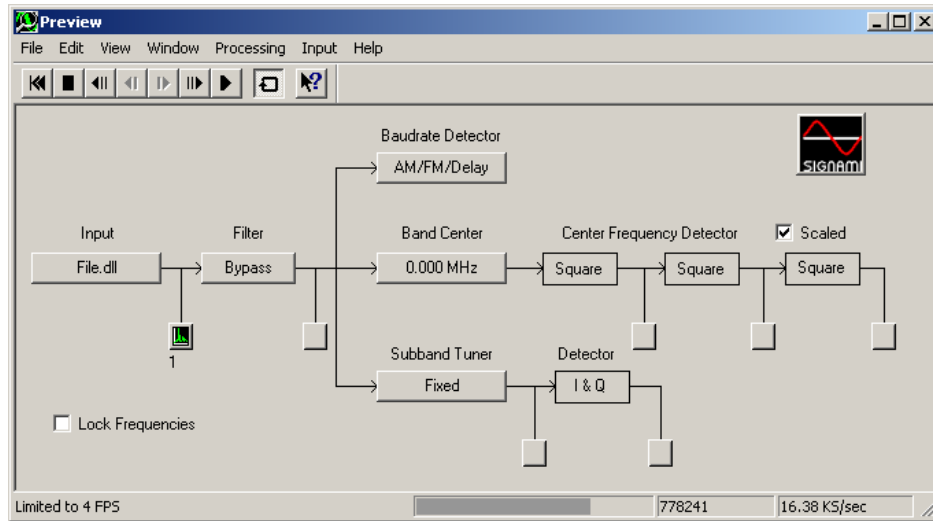 Preview
File Edit View Window Processing Input Help
Baudrate Detector
AM/FM/Delay
SIGNAMI
Input Filter Band Center Center Frequency Detector Scaled
File.dll Bypass 0.000 MHz Square Square Square
1
Subband Tuner Detector
Fixed I & Q
Lock Frequencies
Limited to 4 FPS 778241 16.38 KS/sec